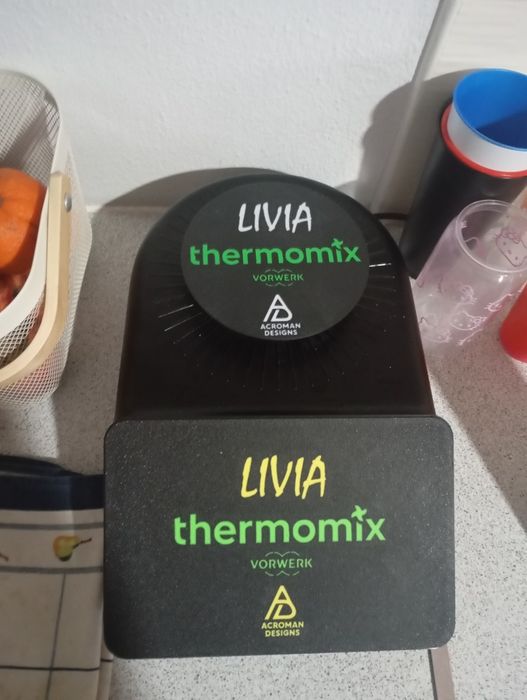 LIVIA
thermomix
VORWERK
ACROMAN
DESIGNS
LIVIA
thermomix
VORWERK
ACROMAN
DESIGNS